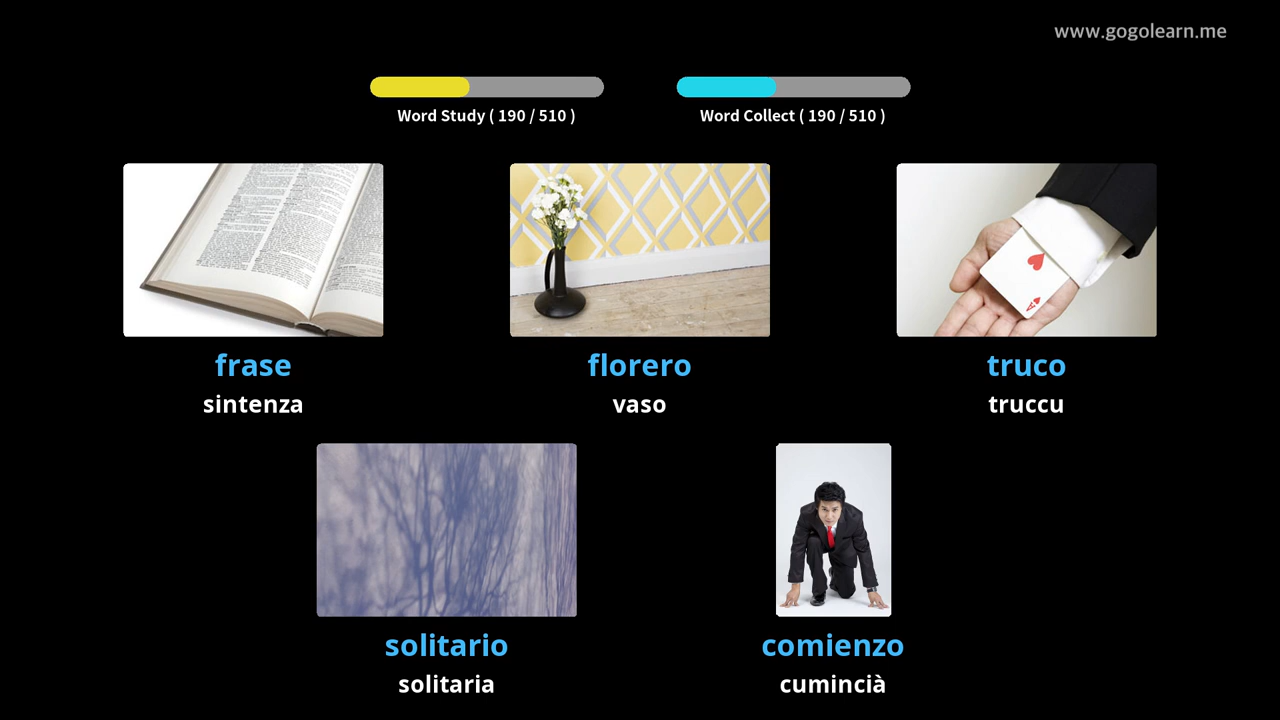 www.gogolearn.me
Word Study ( 190 / 510 )
Word Collect ( 190 / 510 )
frase
sintenza
florero
vaso
truco
truccu
solitario
solitaria
comienzo
cumincià